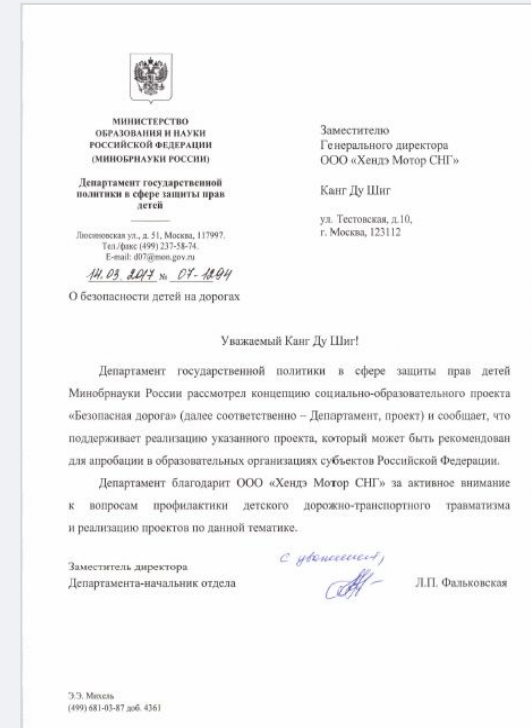 МИНИСТЕРСТВО
ОБРАЗОВАНИЯ И НАУКИ
РОССИЙСКОЙ ФЕДЕРАЦИИ
(МИНОБРНАУКИ РОССИИ)
Департамент государственной
политики в сфере защиты прав
детей
Люсиновская ул., д. 51, Москва, 117997.
Тел./факс (499) 237-58-74.
E-mail: d07@mon.gov.ru
14.03.2017 № 07-1294
О безопасности детей на дорогах
Заместителю
Генерального директора
ООО «Хендэ Мотор СНГ»
Канг Ду Шиг
ул. Тестовская, д.10,
г. Москва, 123112
Уважаемый Канг Ду Шиг!
Департамент государственной политики в сфере защиты прав детей
Минобрнауки России рассмотрел концепцию социально-образовательного проекта
«Безопасная дорога» (далее соответственно – Департамент, проект) и сообщает, что
поддерживает реализацию указанного проекта, который может быть рекомендован
для апробации в образовательных организациях субъектов Российской Федерации.
Департамент благодарит ООО «Хендэ Мотор СНГ» за активное внимание
к вопросам профилактики детского дорожно-транспортного травматизма
и реализацию проектов по данной тематике.
С уважением,
Заместитель директора
Департамента-начальник отдела
Л.П. Фальковская
Э.Э. Михель
(499) 681-03-87 доб. 4361